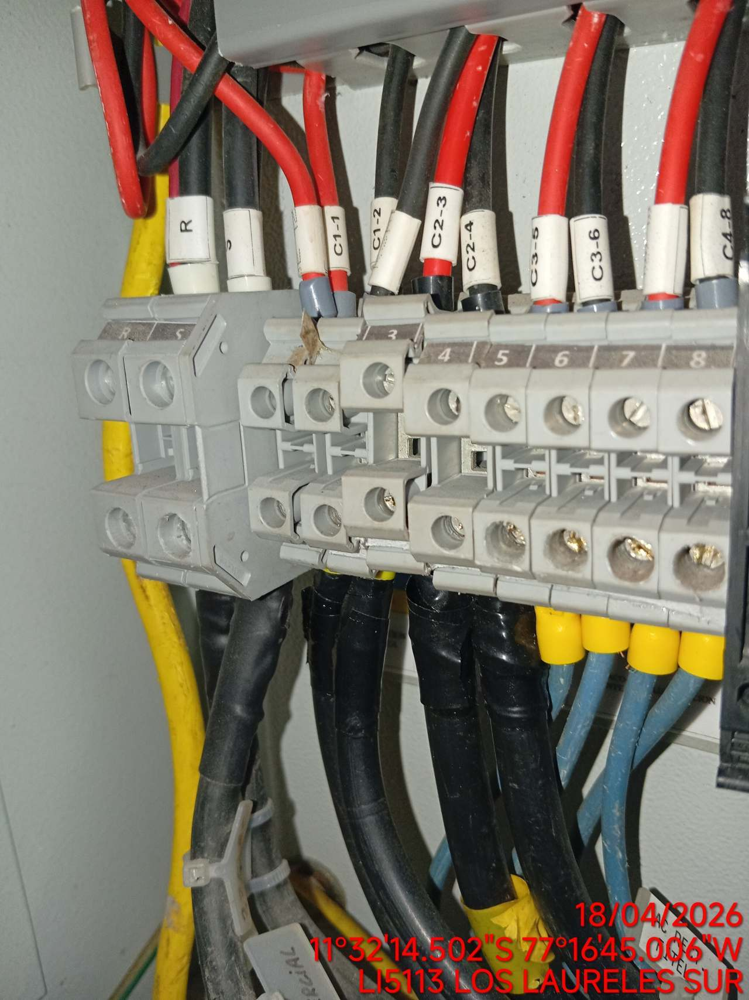 R
S
C1-1
C1-2
C2-3
C2-4
C3-5
C3-6
C4-8
R S
3 4 5 6 7 8
AC
18/04/2026
11°32'14.502"S 77°16'45.006"W
LI5113 LOS LAURELES SUR